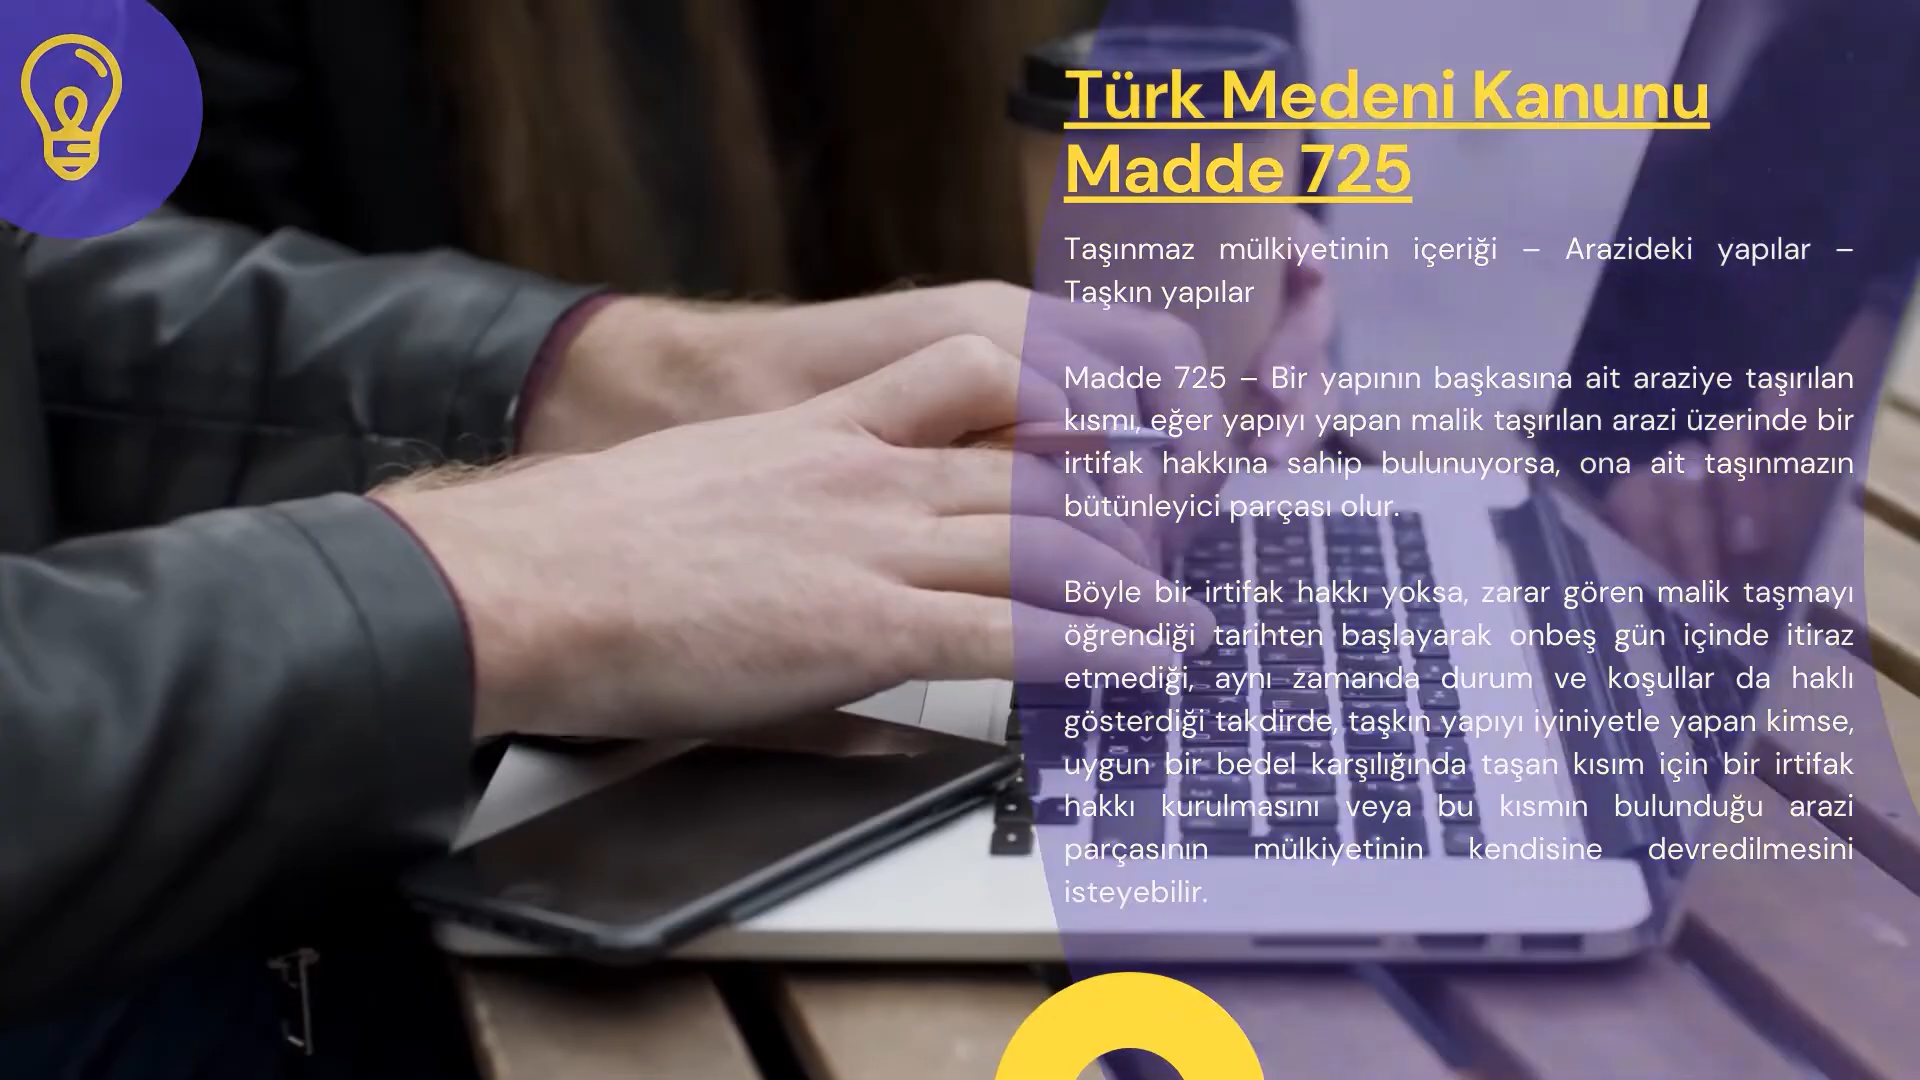 Türk Medeni Kanunu
Madde 725
Taşınmaz mülkiyetinin içeriği – Arazideki yapılar –
Taşkın yapılar
Madde 725 – Bir yapının başkasına ait araziye taşırılan
kısmı, eğer yapıyı yapan malik taşırılan arazi üzerinde bir
irtifak hakkına sahip bulunuyorsa, ona ait taşınmazın
bütünleyici parçası olur.
Böyle bir irtifak hakkı yoksa, zarar gören malik taşmayı
öğrendiği tarihten başlayarak onbeş gün içinde itiraz
etmediği, aynı zamanda durum ve koşullar da haklı
gösterdiği takdirde, taşkın yapıyı iyiniyetle yapan kimse,
uygun bir bedel karşılığında taşan kısım için bir irtifak
hakkı kurulmasını veya bu kısmın bulunduğu arazi
parçasının mülkiyetinin kendisine devredilmesini
isteyebilir.